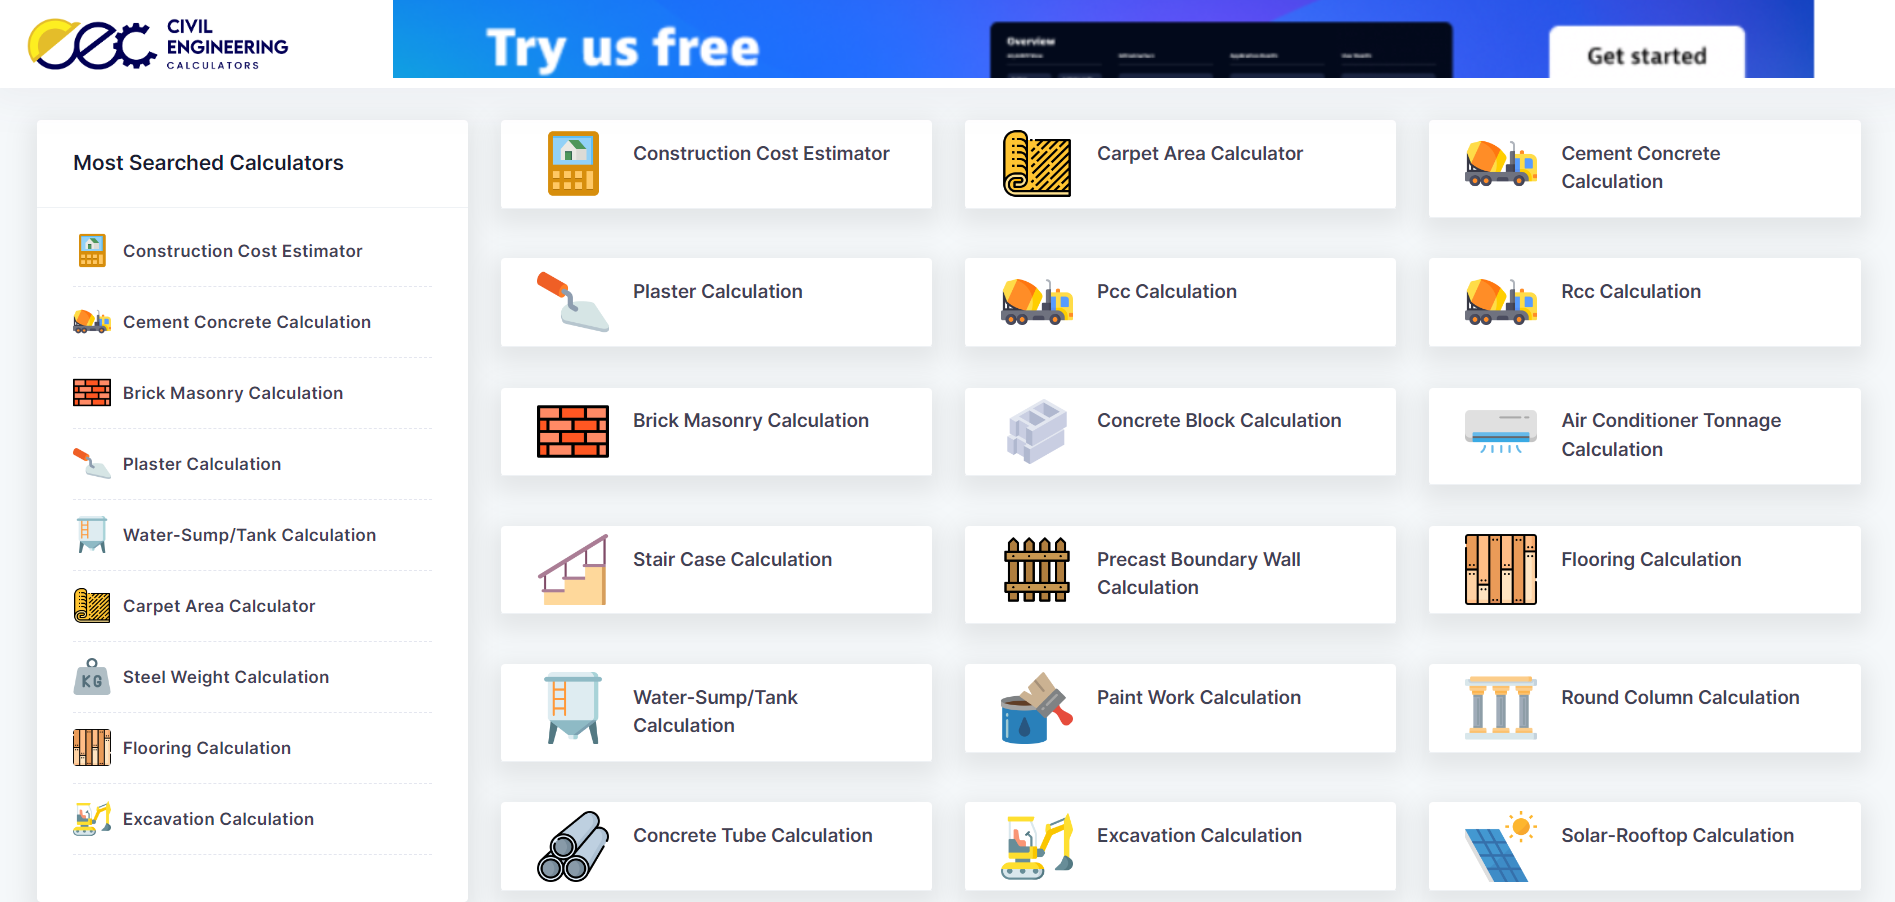 CIVIL
ENGINEERING
CALCULATORS
Try us free
Overview
Get started
Most Searched Calculators
Construction Cost Estimator
Cement Concrete Calculation
Brick Masonry Calculation
Plaster Calculation
Water-Sump/Tank Calculation
Carpet Area Calculator
KG
Steel Weight Calculation
Flooring Calculation
Excavation Calculation
Construction Cost Estimator
Carpet Area Calculator
Cement Concrete
Calculation
Plaster Calculation
Pcc Calculation
Rcc Calculation
Brick Masonry Calculation
Concrete Block Calculation
Air Conditioner Tonnage
Calculation
Stair Case Calculation
Precast Boundary Wall
Calculation
Flooring Calculation
Water-Sump/Tank
Calculation
Paint Work Calculation
Round Column Calculation
Concrete Tube Calculation
Excavation Calculation
Solar-Rooftop Calculation